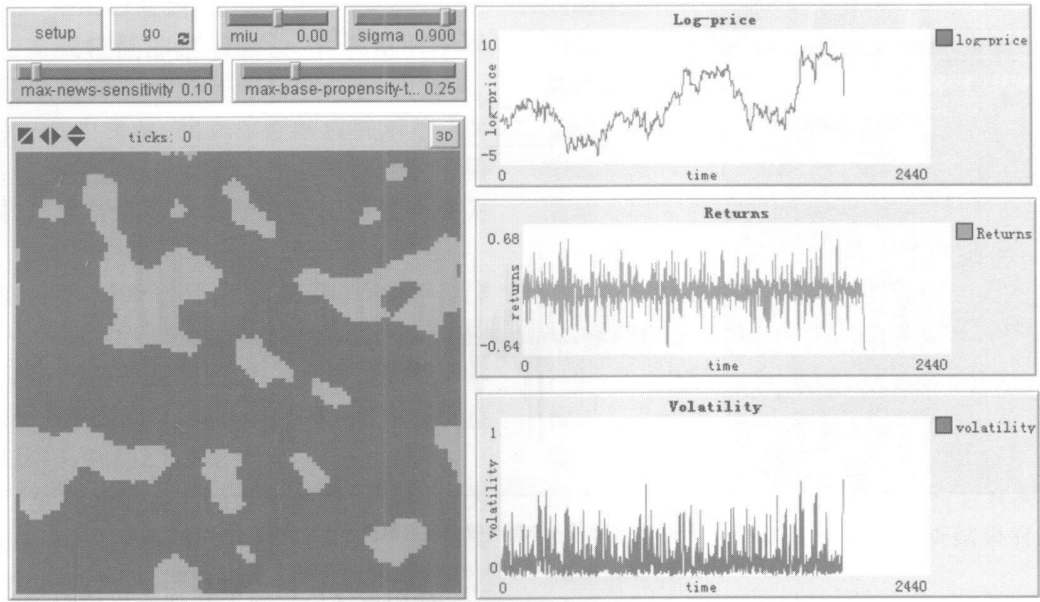 setup
go
miu 0.00
sigma 0.900
max-news-sensitivity 0.10
max-base-propensity-t... 0.25
ticks: 0
3D
Log-price
10
log-price
-5
0
time
2440
log-price
Returns
0.68
returns
-0.64
0
time
2440
Returns
Volatility
1
volatility
0
0
time
2440
volatility